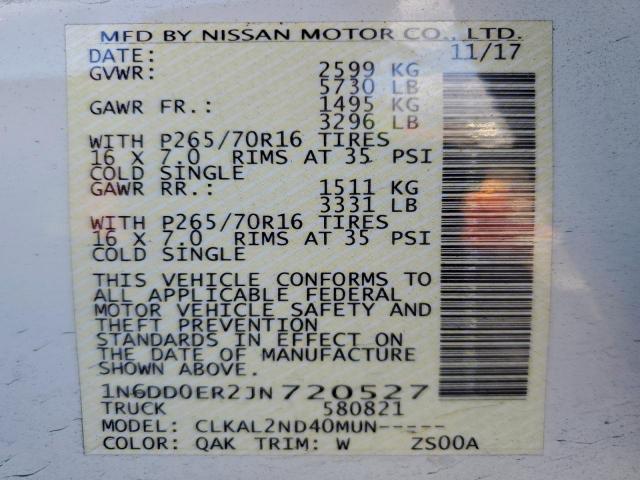 MFD BY NISSAN MOTOR CO., LTD.
DATE: 11/17
GVWR: 2599 KG
5730 LB
GAWR FR.: 1495 KG
3296 LB
WITH P265/70R16 TIRES
16 X 7.0 RIMS AT 35 PSI
COLD SINGLE
GAWR RR.: 1511 KG
3331 LB
WITH P265/70R16 TIRES
16 X 7.0 RIMS AT 35 PSI
COLD SINGLE
THIS VEHICLE CONFORMS TO
ALL APPLICABLE FEDERAL
MOTOR VEHICLE SAFETY AND
THEFT PREVENTION
STANDARDS IN EFFECT ON
THE DATE OF MANUFACTURE
SHOWN ABOVE.
1N6DD0ER2JN720527
TRUCK 580821
MODEL: CLKAL2ND40MUN-----
COLOR: QAK TRIM: W ZS00A